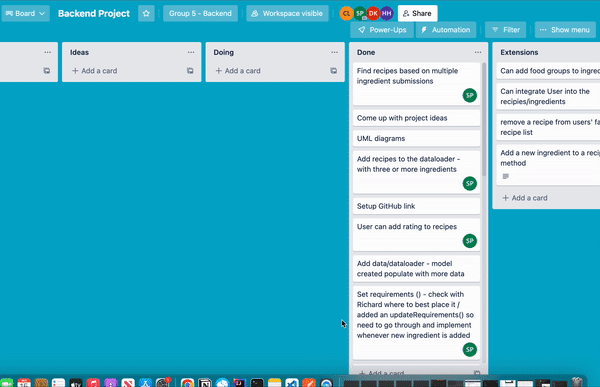 Board
Backend Project
Group 5 - Backend
Workspace visible
CL
SP
DK
HH
Share
Power-Ups
Automation
Filter
Show menu
Ideas
+ Add a card
Doing
+ Add a card
Done
Find recipes based on multiple
ingredient submissions
SP
Come up with project ideas
UML diagrams
Add recipes to the dataloader -
with three or more ingredients
SP
Setup GitHub link
User can add rating to recipes
SP
Add data/dataloader - model
created populate with more data
Set requirements () - check with
Richard where to best place it /
added an updateRequirements() so
need to go through and implement
whenever new ingredient is added
SP
+ Add a card
Extensions
Can add food groups to ingre
Can integrate User into the
recipies/ingredients
remove a recipe from users' fa
recipe list
Add a new ingredient to a reci
method
+ Add a card